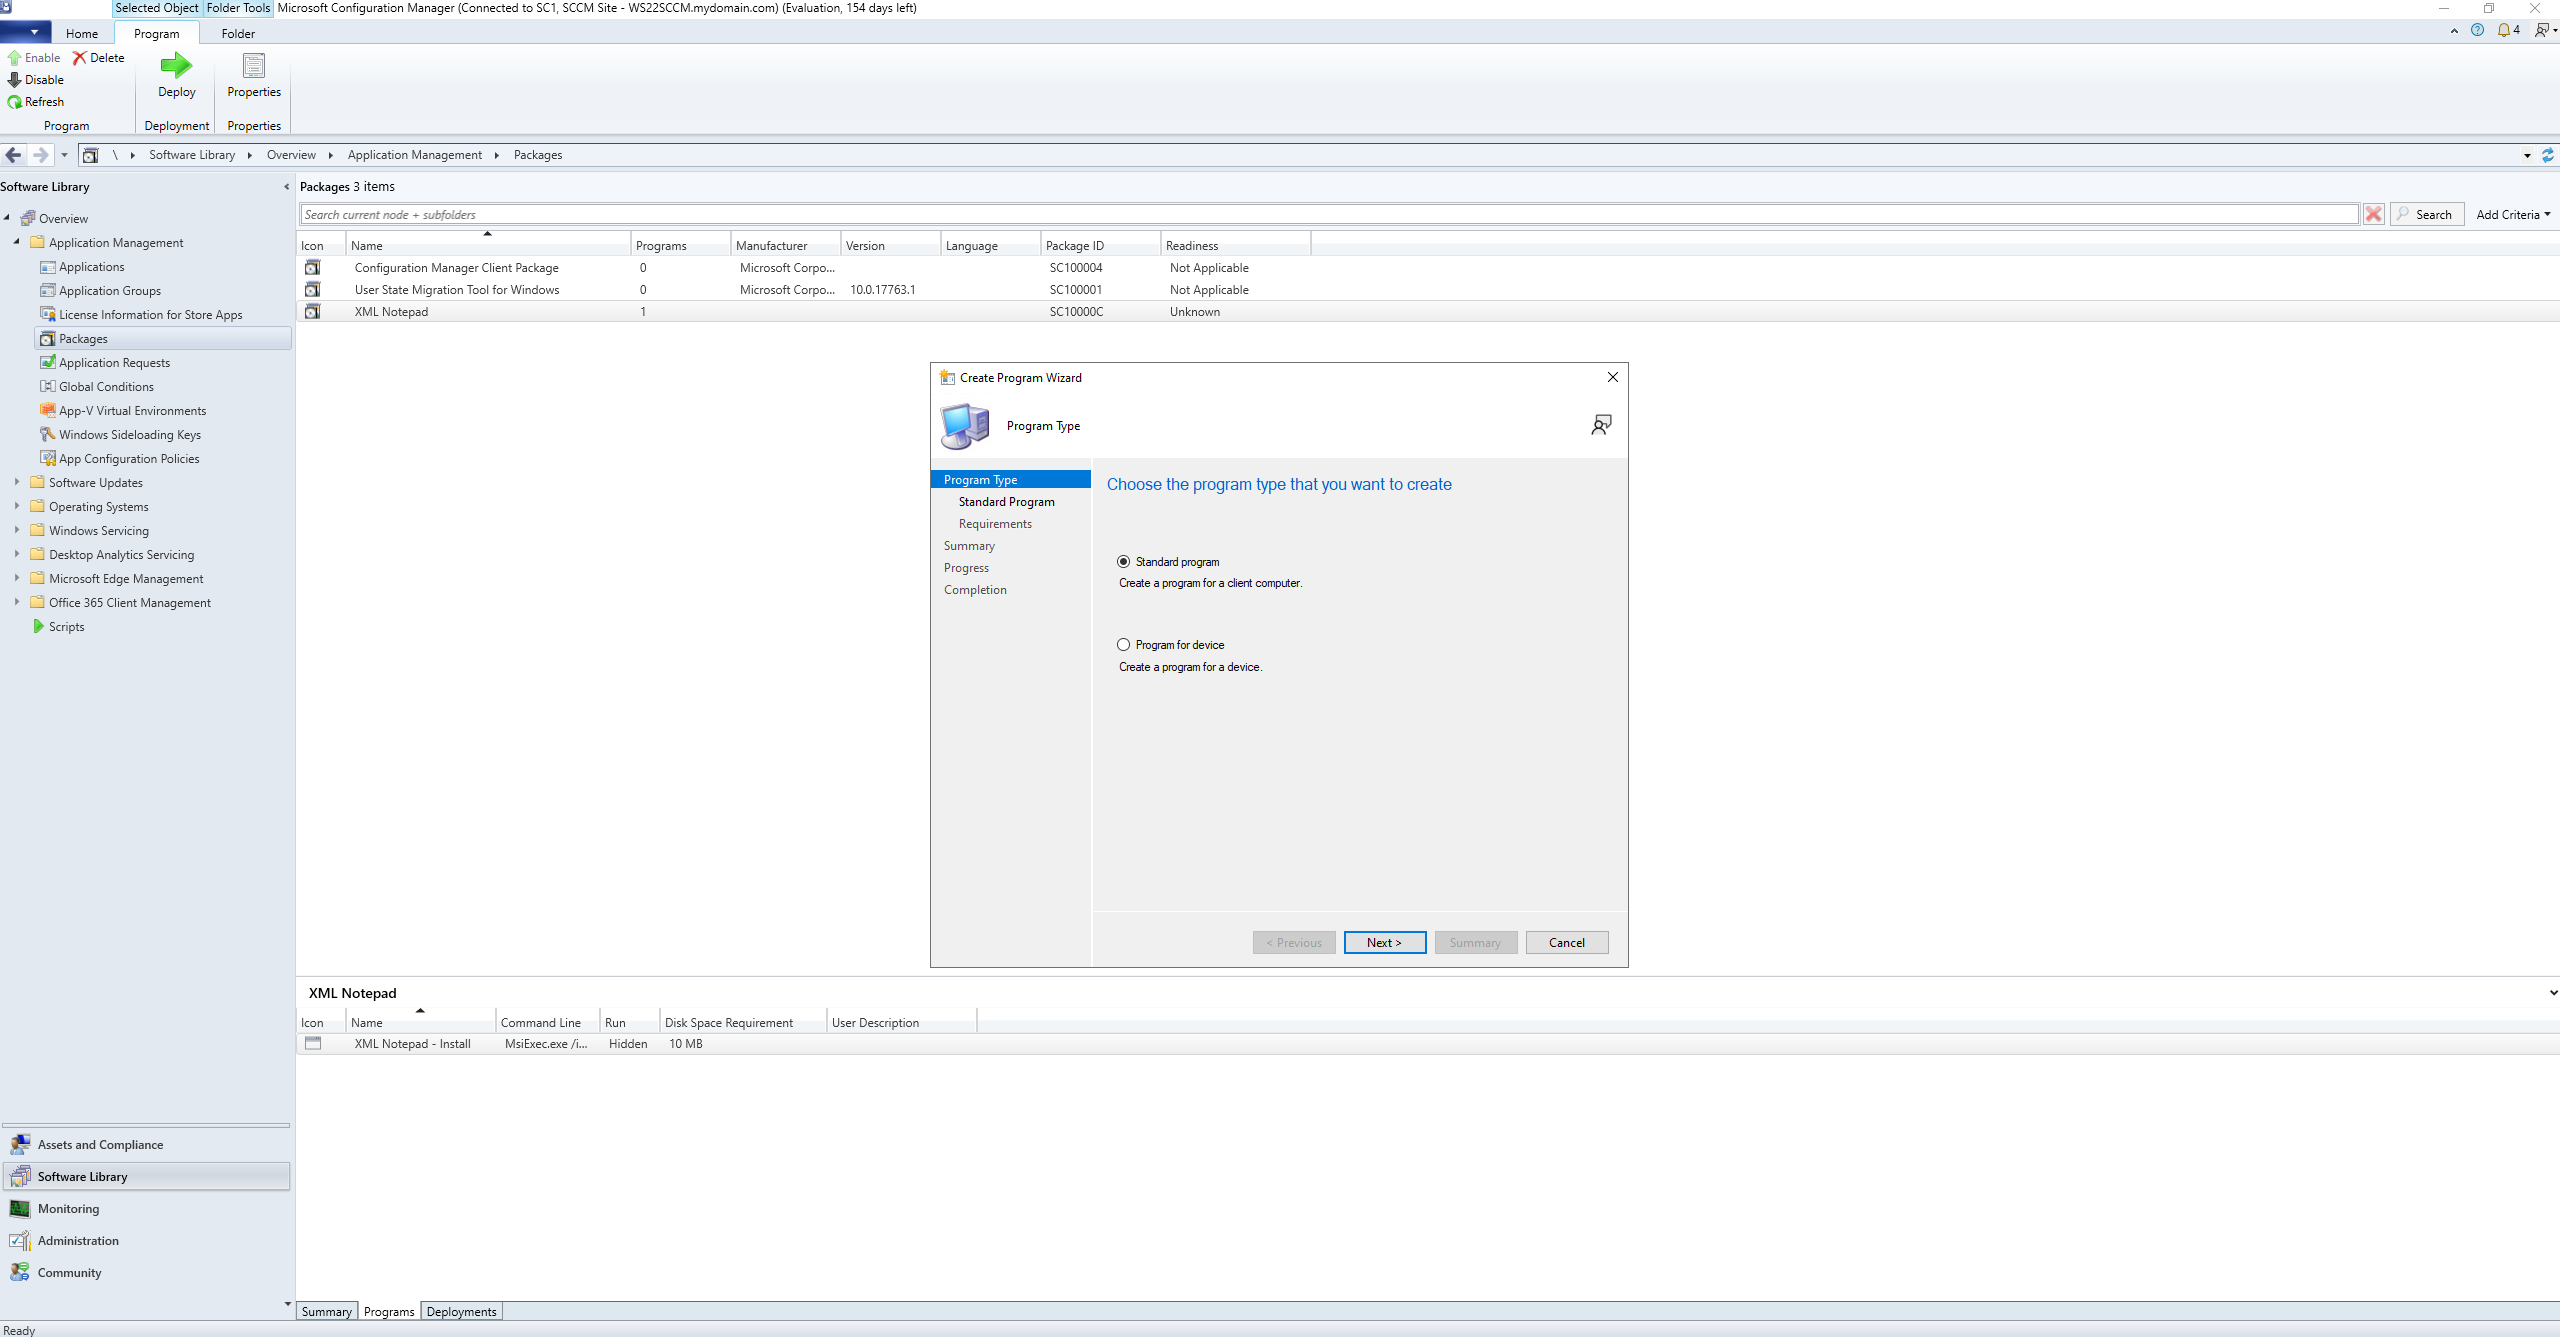 Selected Object Folder Tools Microsoft Configuration Manager (Connected to SC1, SCCM Site - WS22SCCM.mydomain.com) (Evaluation, 154 days left)
Home Program Folder
4
Enable Delete
Disable
Refresh
Deploy
Properties
Program Deployment Properties
\ Software Library Overview Application Management Packages
Software Library
Overview
Application Management
Applications
Application Groups
License Information for Store Apps
Packages
Application Requests
Global Conditions
App-V Virtual Environments
Windows Sideloading Keys
App Configuration Policies
Software Updates
Operating Systems
Windows Servicing
Desktop Analytics Servicing
Microsoft Edge Management
Office 365 Client Management
Scripts
Assets and Compliance
Software Library
Monitoring
Administration
Community
Packages 3 items
Search current node + subfolders
Search Add Criteria
Icon Name Programs Manufacturer Version Language Package ID Readiness
Configuration Manager Client Package 0 Microsoft Corpo... SC100004 Not Applicable
User State Migration Tool for Windows 0 Microsoft Corpo... 10.0.17763.1 SC100001 Not Applicable
XML Notepad 1 SC10000C Unknown
Create Program Wizard
Program Type
Program Type
Standard Program
Requirements
Summary
Progress
Completion
Choose the program type that you want to create
Standard program
Create a program for a client computer.
Program for device
Create a program for a device.
< Previous Next > Summary Cancel
XML Notepad
Icon Name Command Line Run Disk Space Requirement User Description
XML Notepad - Install MsiExec.exe /i... Hidden 10 MB
Summary Programs Deployments
Ready